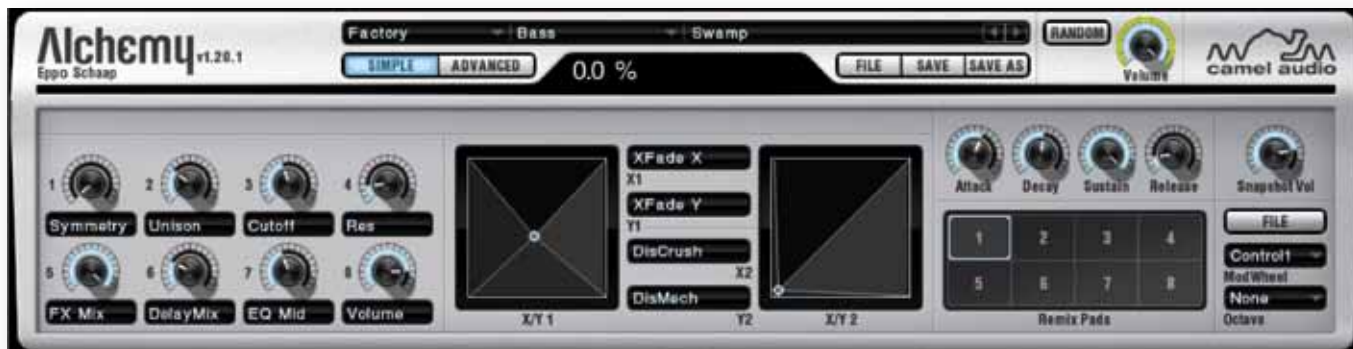 Alchemy v1.20.1
Eppo Schaap
Factory Bass Swamp
SIMPLE ADVANCED 0.0 % FILE SAVE SAVE AS
RANDOM
Volume
camel audio
1 2 3 4
Symmetry Unison Cutoff Res
5 6 7 8
FX Mix DelayMix EQ Mid Volume
X/Y 1
XFade X
X1
XFade Y
Y1
DisCrush
X2
DisMech
Y2
X/Y 2
Attack Decay Sustain Release
1 2 3 4
5 6 7 8
Remix Pads
Snapshot Vol
FILE
Control1
ModWheel
None
Octave